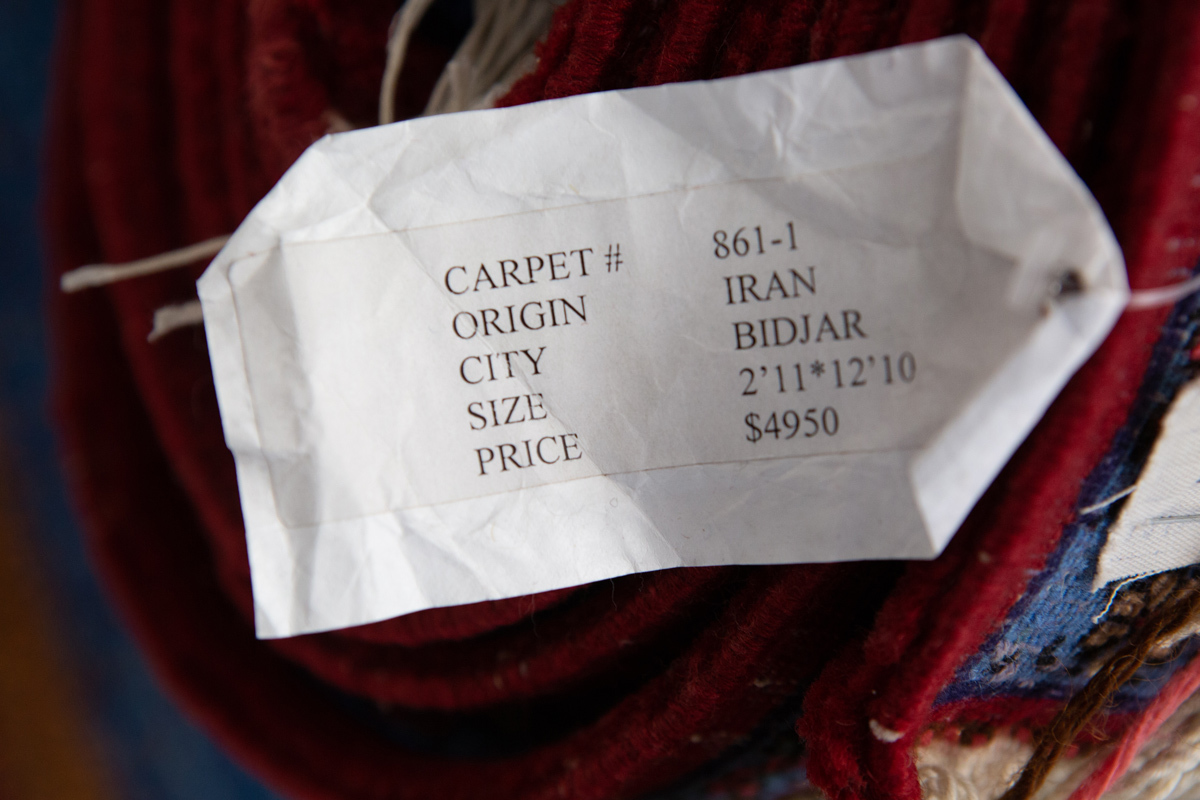 CARPET # 861-1
ORIGIN IRAN
CITY BIDJAR
SIZE 2’11*12’10
PRICE $4950